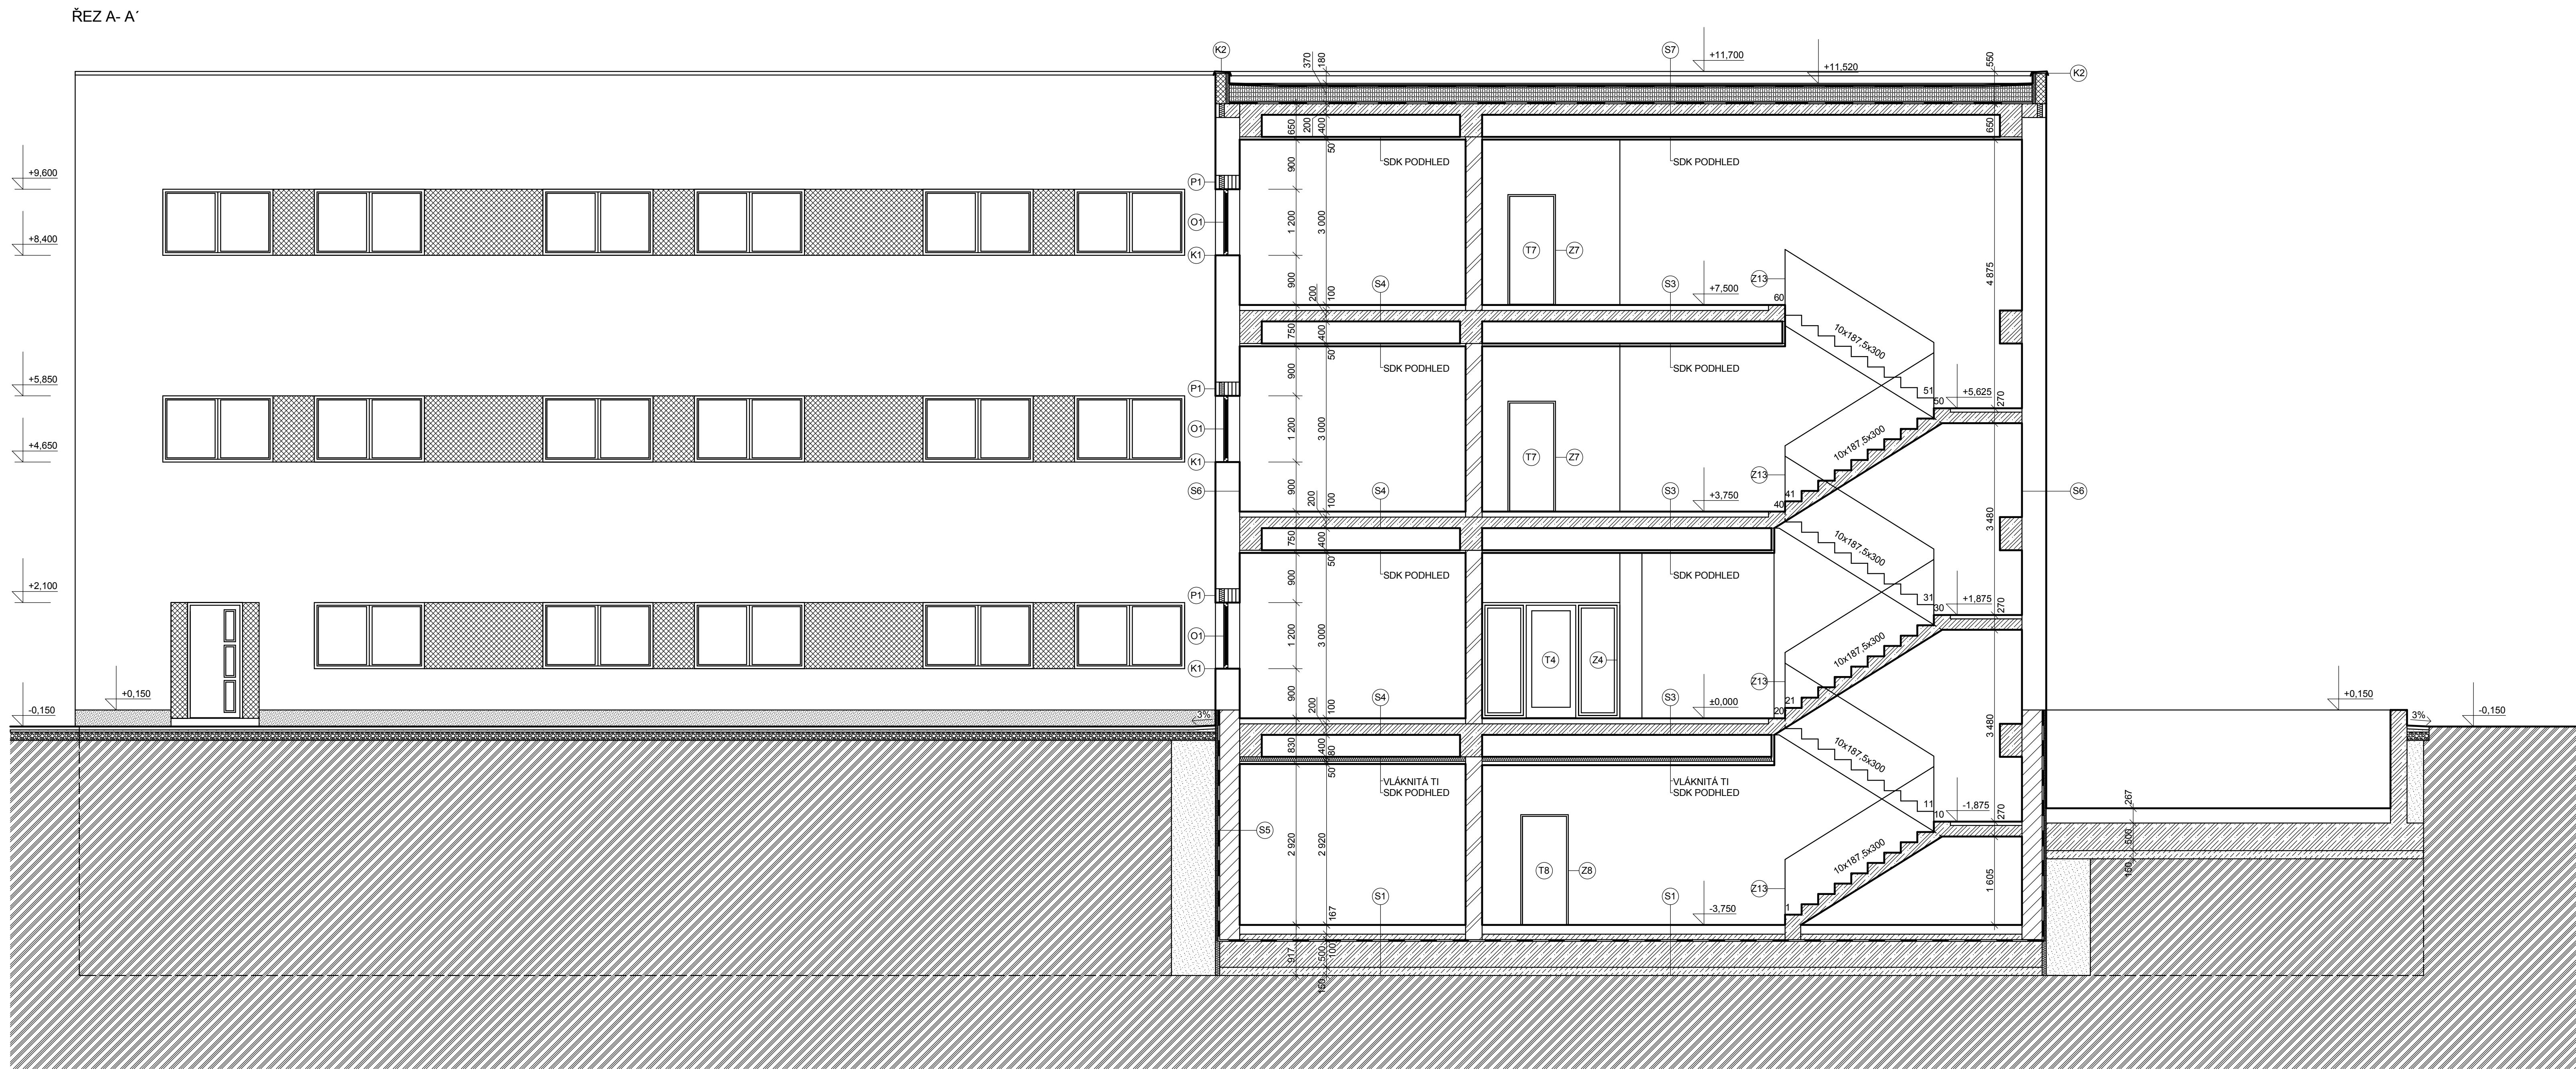 ŘEZ A- A´
K2
S7
+11,700
+11,520
370
180
550
K2
650
200
400
50
650
SDK PODHLED
SDK PODHLED
+9,600
P1
900
O1
1 200
3 000
T7
Z7
+8,400
K1
900
Z13
4 875
200
100
S4
S3
+7,500
60
750
400
50
10x187,5x300
SDK PODHLED
SDK PODHLED
+5,850
P1
900
51
50
+5,625
270
O1
1 200
3 000
T7
Z7
10x187,5x300
+4,650
K1
Z13
S6
900
200
100
S4
S3
+3,750
40
41
S6
750
400
50
10x187,5x300
3 480
SDK PODHLED
SDK PODHLED
+2,100
P1
900
31
30
+1,875
270
O1
1 200
3 000
T4
Z4
10x187,5x300
K1
Z13
+0,150
-0,150
3%
900
200
100
S4
S3
±0,000
20
21
3 480
+0,150
3%
-0,150
830
400
80
50
10x187,5x300
VLÁKNITÁ TI
SDK PODHLED
VLÁKNITÁ TI
SDK PODHLED
11
10
-1,875
270
267
S5
2 920
2 920
500
150
T8
Z8
10x187,5x300
Z13
1 605
S1
S1
167
-3,750
1
917
500
100
150